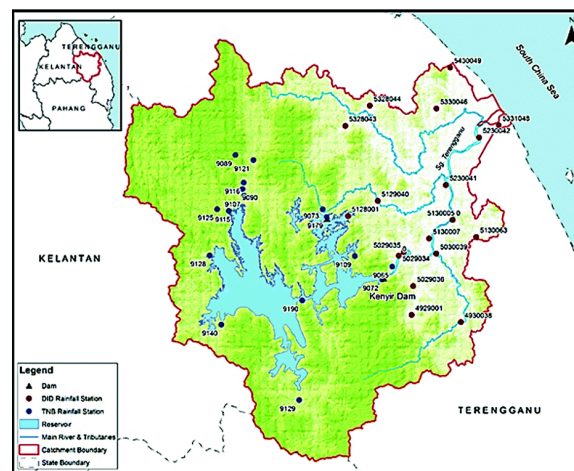 TERENGGANU
KELANTAN
PAHANG
South China Sea
N
5430049
5328044
5330046
5328043
5331048
5230042
Sg. Terengganu
9089
9121
5230041
9116
9090
9107
5129040
9125
9115
9073
9179
5128001
5130005 0
5130063
5130007
KELANTAN
9128
9109
5029035
5029034
5030039
9065
9072
5029036
Kenyir Dam
9190
4929001
4930038
9140
9129
TERENGGANU
Legend
Dam
DID Rainfall Station
TNB Rainfall Station
Reservoir
Main River & Tributaries
Catchment Boundary
State Boundary